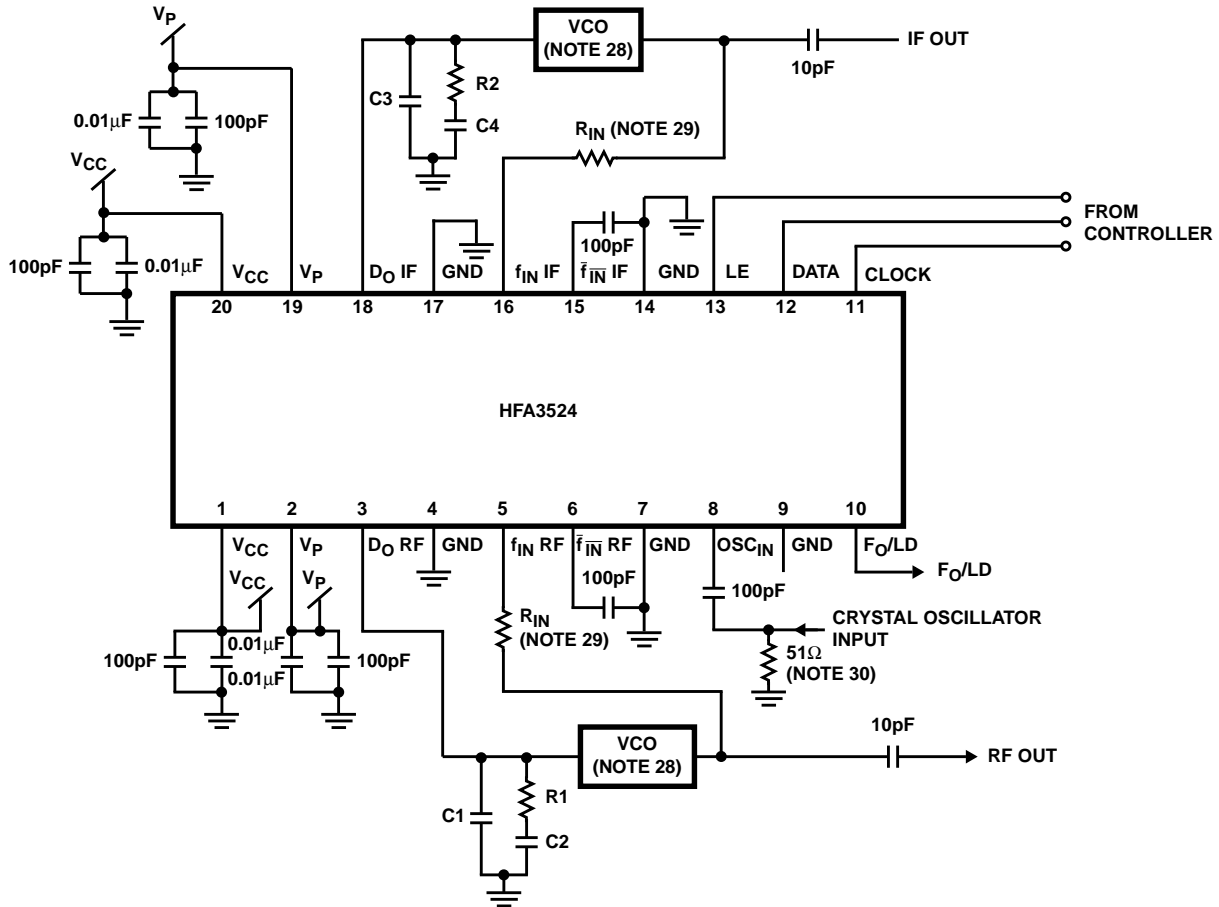 VP
VCO
(NOTE 28)
IF OUT
10pF
R2
C3
C4
0.01μF
100pF
RIN (NOTE 29)
VCC
100pF
FROM
CONTROLLER
100pF
0.01μF
VCC
VP
DO IF
GND
fIN IF
f̅IN̅ IF
GND
LE
DATA
CLOCK
20
19
18
17
16
15
14
13
12
11
HFA3524
1
2
3
4
5
6
7
8
9
10
VCC
VP
DO RF
GND
fIN RF
f̅IN̅ RF
GND
OSCIN
GND
FO/LD
VCC
VP
100pF
100pF
FO/LD
RIN
(NOTE 29)
CRYSTAL OSCILLATOR
INPUT
0.01μF
100pF
100pF
0.01μF
51Ω
(NOTE 30)
VCO
(NOTE 28)
10pF
RF OUT
R1
C1
C2